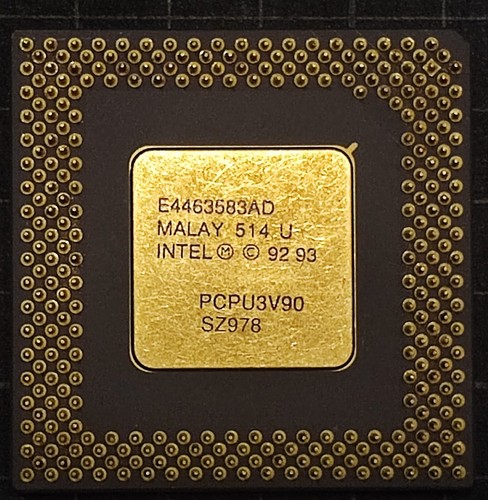 E4463583AD
MALAY 514 U
INTEL Ⓜ © 92 93
PCPU3V90
SZ978